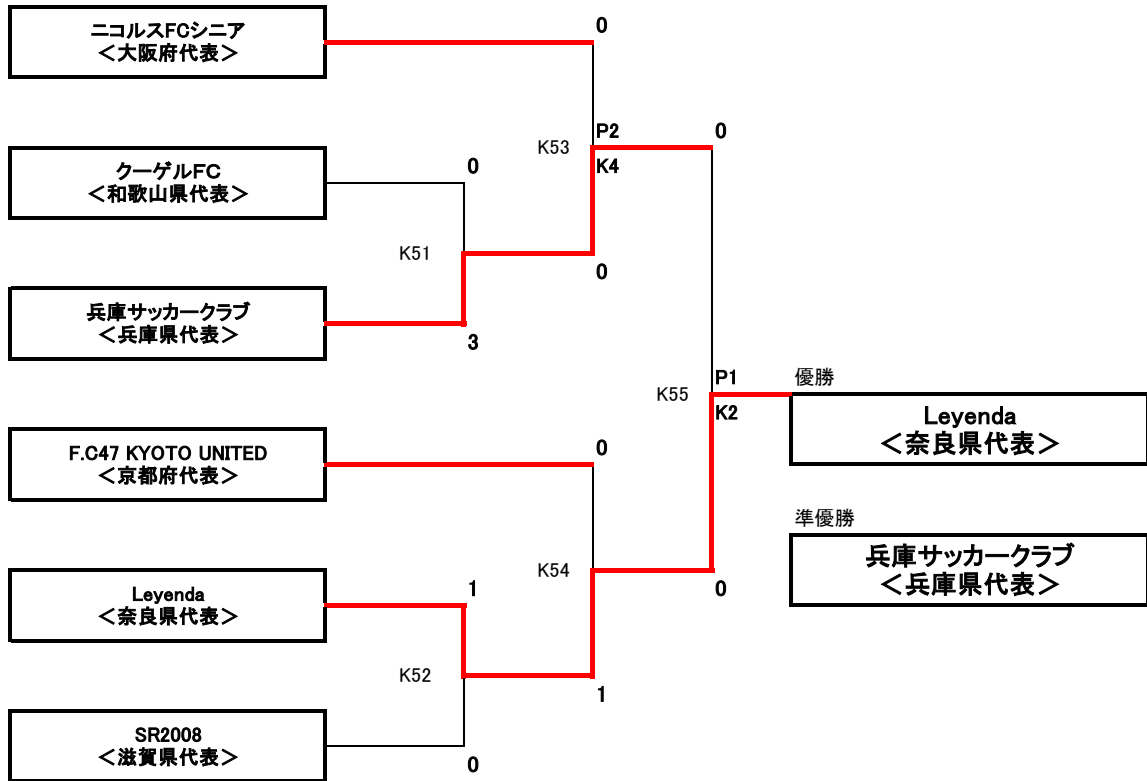 ニコルスFCシニア
＜大阪府代表＞
0
K53
P2
K4
0
クーゲルFC
＜和歌山県代表＞
0
K51
0
兵庫サッカークラブ
＜兵庫県代表＞
3
K55
P1
K2
優勝
Leyenda
＜奈良県代表＞
F.C47 KYOTO UNITED
＜京都府代表＞
0
準優勝
兵庫サッカークラブ
＜兵庫県代表＞
K54
0
Leyenda
＜奈良県代表＞
1
K52
1
SR2008
＜滋賀県代表＞
0